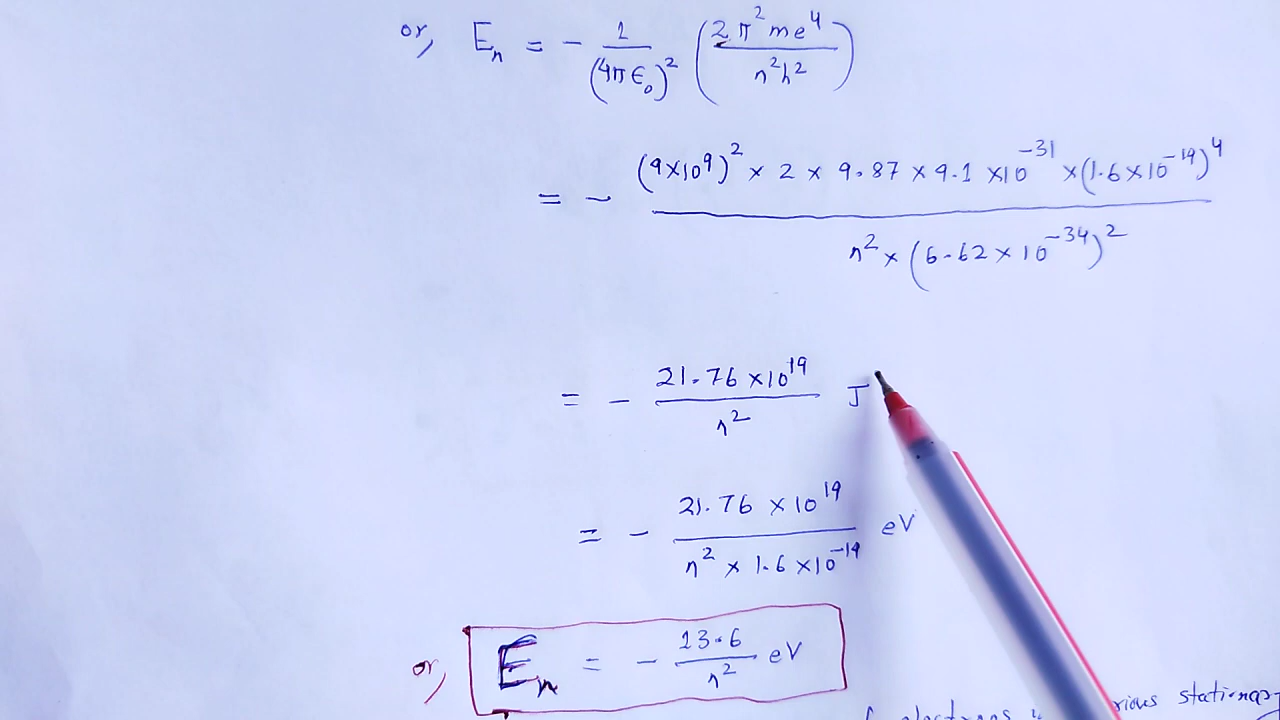 or, Eₙ = - 1/(4πϵ₀)² (2π²me⁴/n²h²)
= - (9×10⁹)² × 2 × 9.87 × 9.1 ×10⁻³¹ ×(1.6×10⁻¹⁹)⁴ / n² × (6.62×10⁻³⁴)²
= - 21.76 ×10¹⁹/n² J
= - 21.76 ×10¹⁹ / n² × 1.6 ×10⁻¹⁹ eV
or, Eₙ = - 13.6/n² eV
stationary